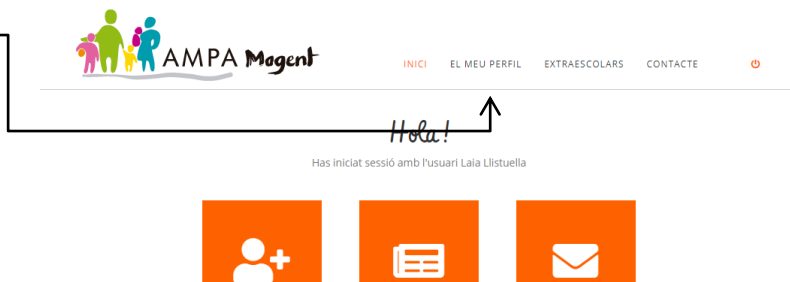 AMPA Mogent
INICI EL MEU PERFIL EXTRAESCOLARS CONTACTE
Hola!
Has iniciat sessió amb l'usuari Laia Llistuella